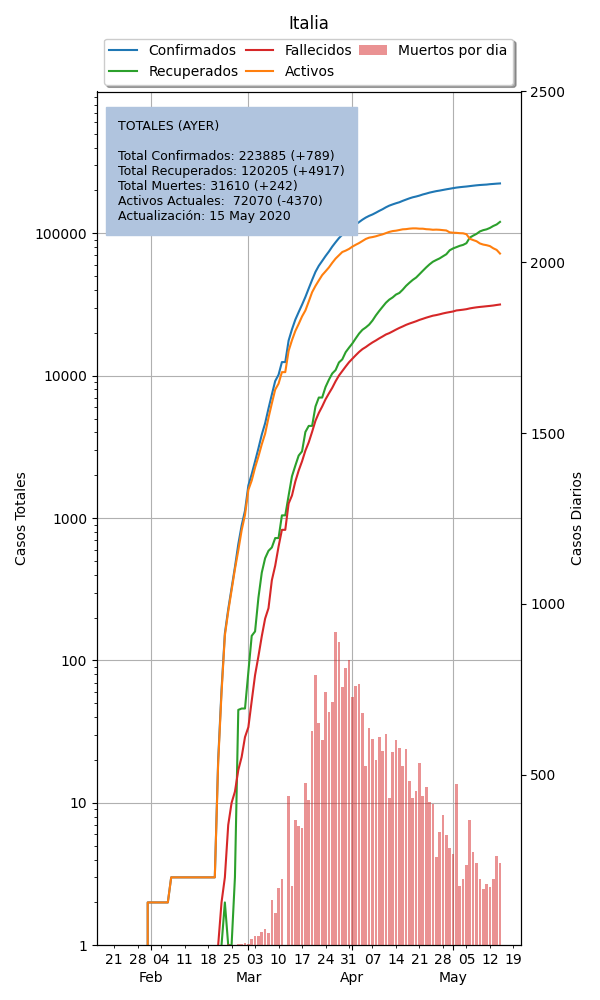 Italia
Confirmados Fallecidos Muertos por dia
Recuperados Activos
TOTALES (AYER)
Total Confirmados: 223885 (+789)
Total Recuperados: 120205 (+4917)
Total Muertes: 31610 (+242)
Activos Actuales:  72070 (-4370)
Actualización: 15 May 2020
Casos Totales
100000
10000
1000
100
10
1
2500
2000
1500
1000
500
Casos Diarios
21 28 04 11 18 25 03 10 17 24 31 07 14 21 28 05 12 19
Feb Mar Apr May